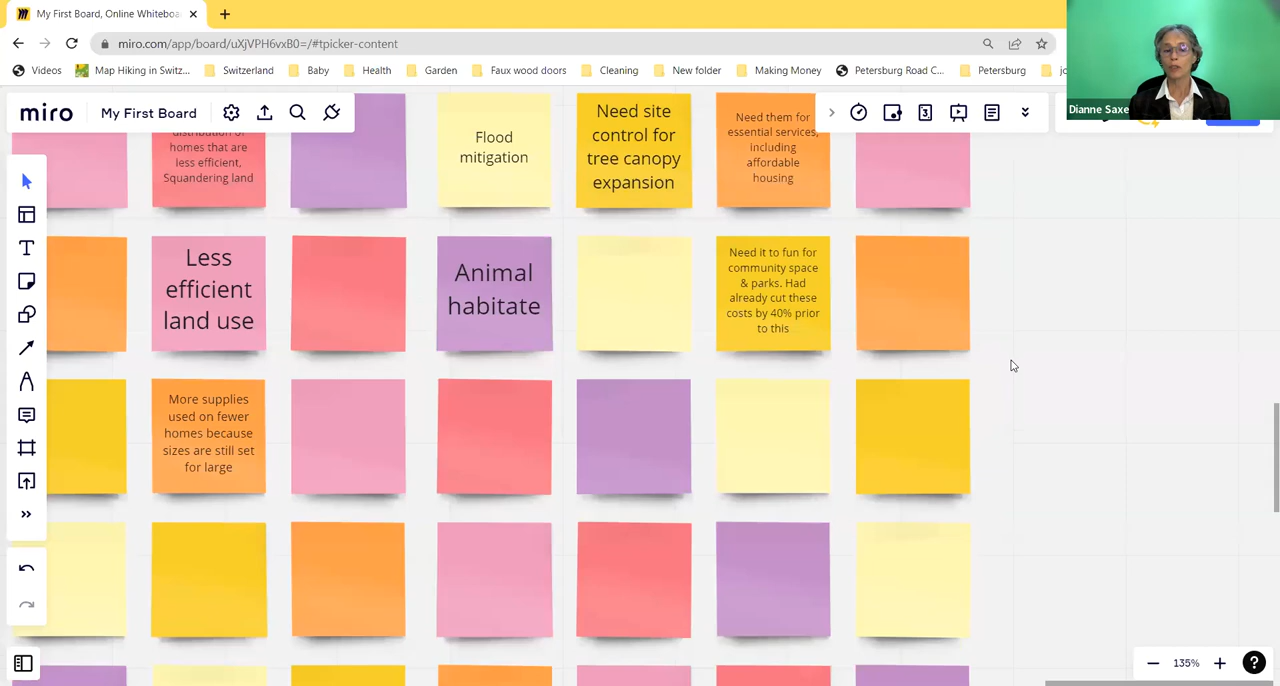 My First Board, Online Whiteboa
miro.com/app/board/uXjVPH6vxB0=/#tpicker-content
Videos
Map Hiking in Switz...
Switzerland
Baby
Health
Garden
Faux wood doors
Cleaning
New folder
Making Money
Petersburg Road C...
Petersburg
Dianne Saxe
miro
My First Board
3
distribution of
homes that are
less efficient,
Squandering land
Flood
mitigation
Need site
control for
tree canopy
expansion
Need them for
essential services,
including
affordable
housing
Less
efficient
land use
Animal
habitate
Need it to fun for
community space
& parks. Had
already cut these
costs by 40% prior
to this
More supplies
used on fewer
homes because
sizes are still set
for large
135%